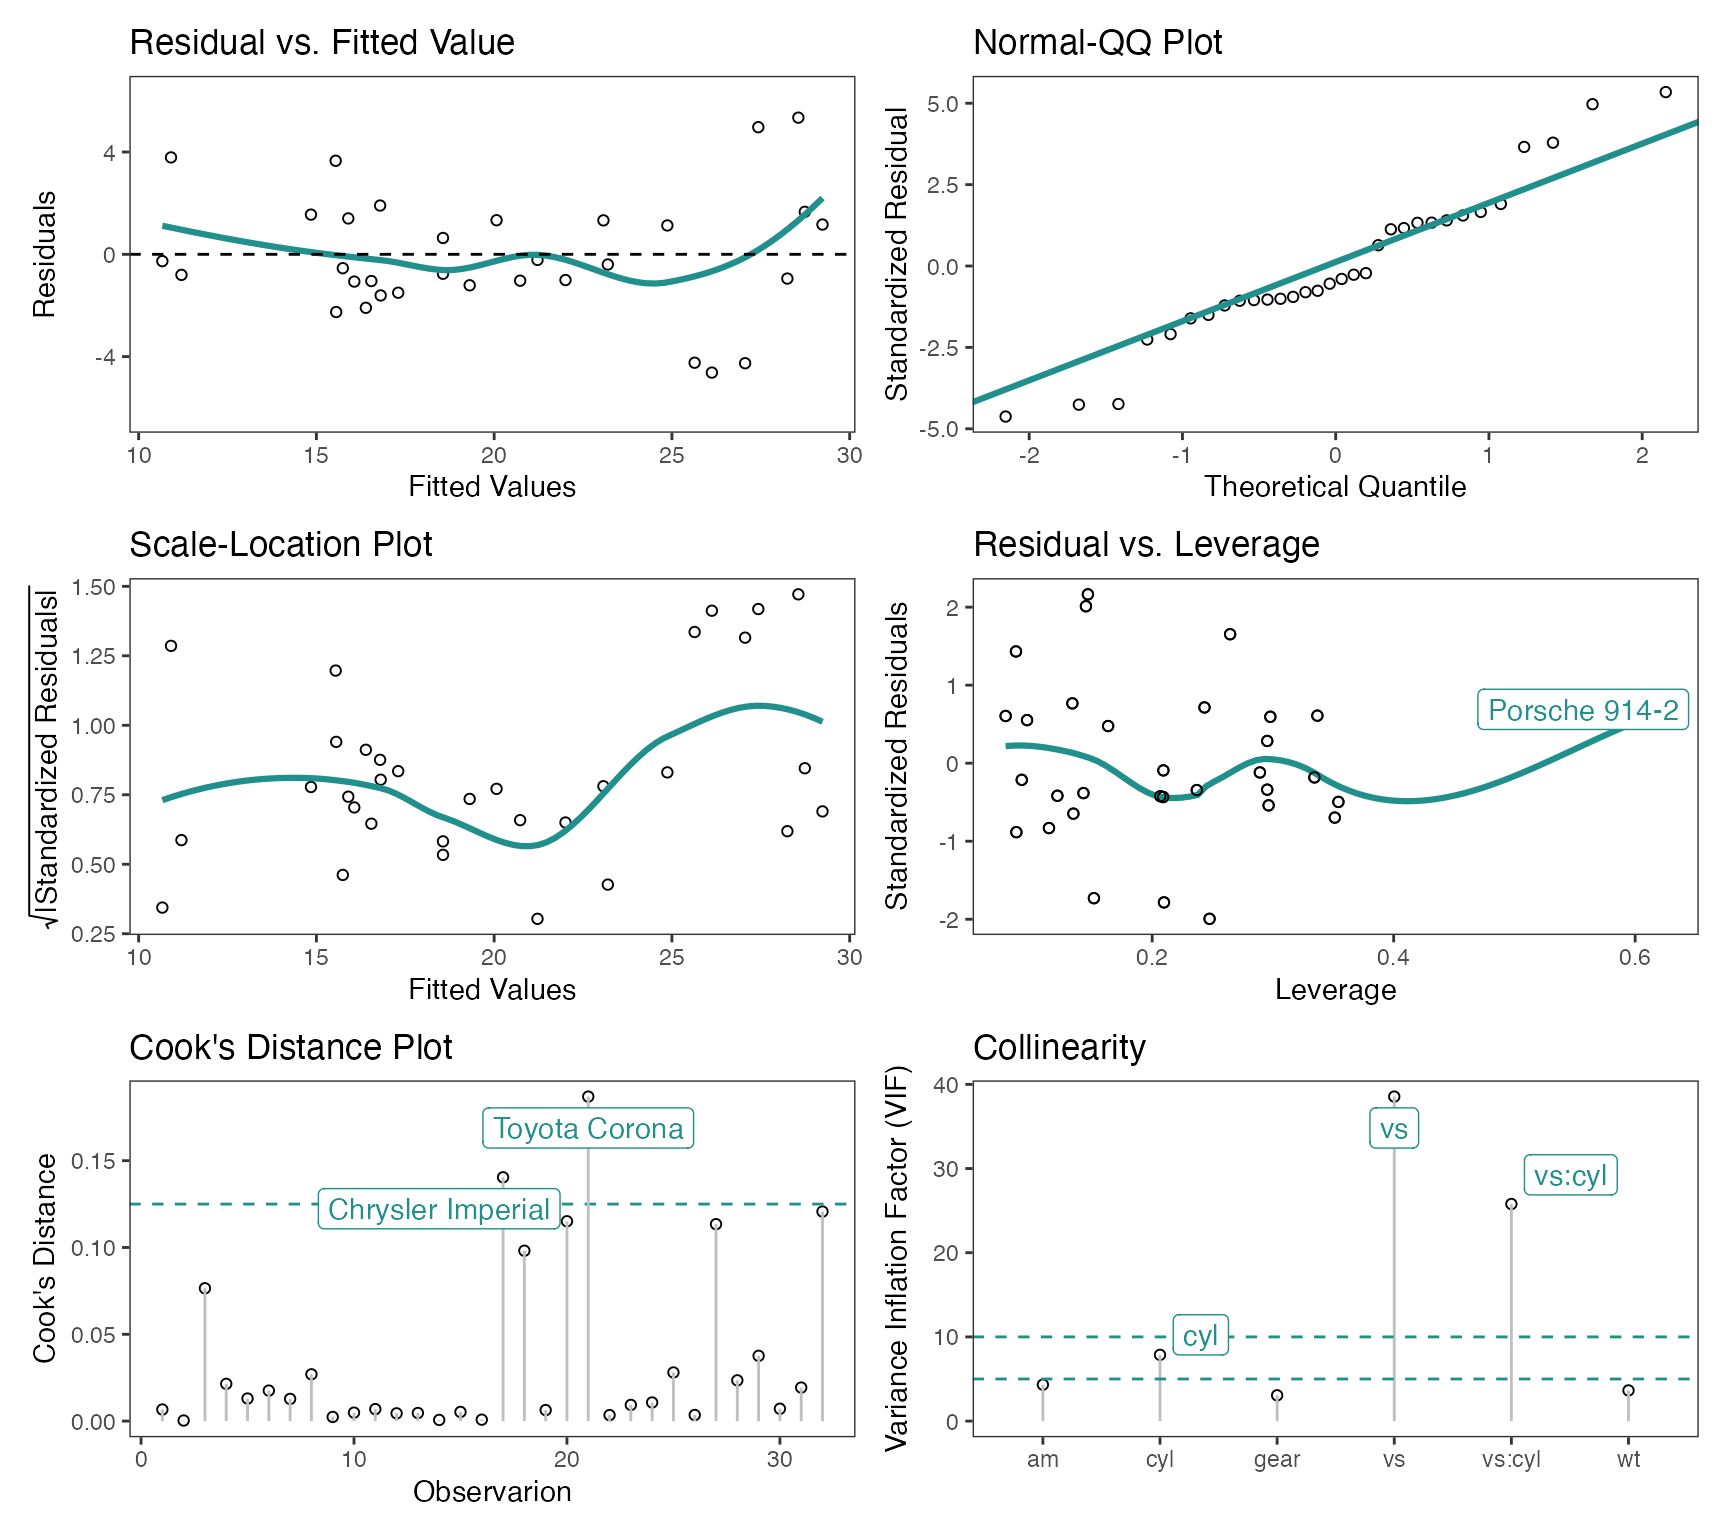 Residual vs. Fitted Value
Residuals
4
0
-4
10 15 20 25 30
Fitted Values
Normal-QQ Plot
Standardized Residual
5.0
2.5
0.0
-2.5
-5.0
-2 -1 0 1 2
Theoretical Quantile
Scale-Location Plot
√|Standardized Residuals|
1.50
1.25
1.00
0.75
0.50
0.25
10 15 20 25 30
Fitted Values
Residual vs. Leverage
Standardized Residuals
2
1
0
-1
-2
Porsche 914-2
0.2 0.4 0.6
Leverage
Cook's Distance Plot
Cook's Distance
0.15
0.10
0.05
0.00
Toyota Corona
Chrysler Imperial
0 10 20 30
Observarion
Collinearity
Variance Inflation Factor (VIF)
40
30
20
10
0
vs
vs:cyl
cyl
am cyl gear vs vs:cyl wt